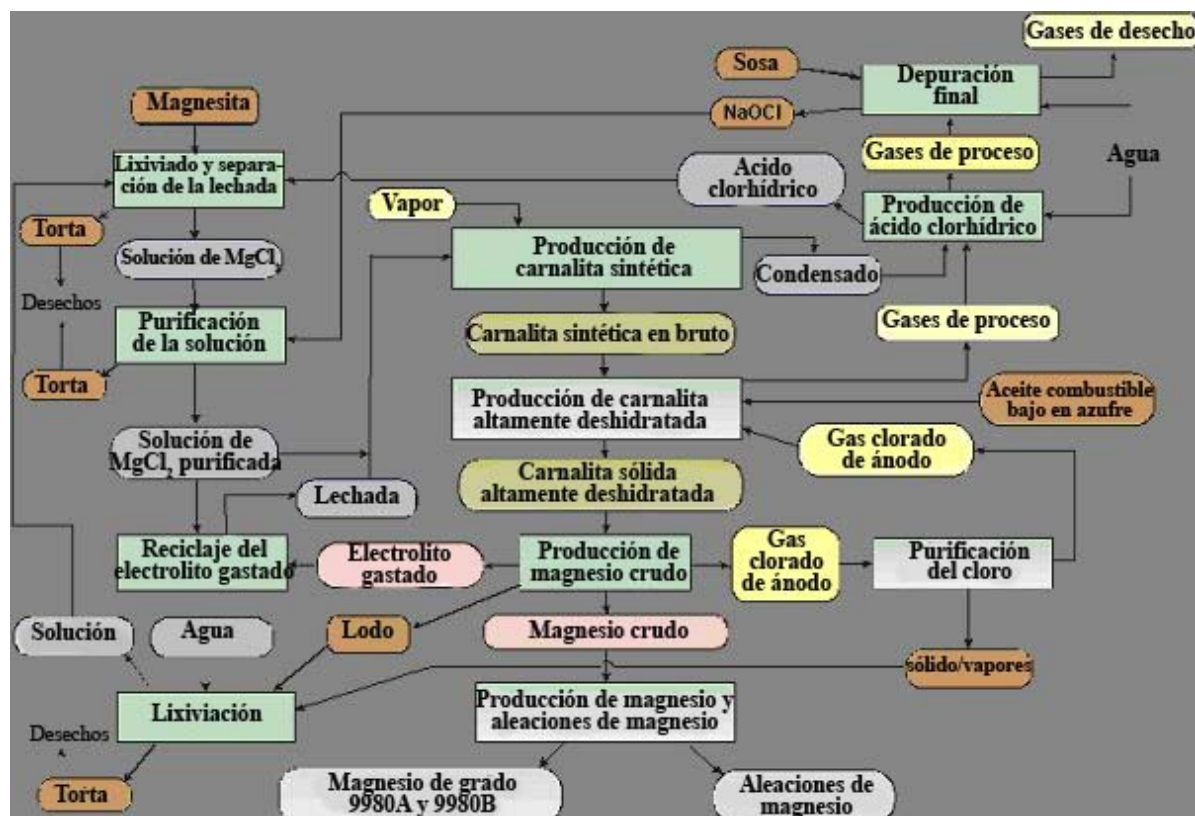 Gases de desecho
Sosa
Depuración
final
Magnesita
NaOCl
Lixiviado y separa-
ción de la lechada
Gases de proceso
Agua
Acido
clorhídrico
Vapor
Producción de
ácido clorhídrico
Torta
Solución de MgCl2
Producción de
carnalita sintética
Condensado
Desechos
Purificación
de la solución
Carnalita sintética en bruto
Gases de proceso
Torta
Producción de carnalita
altamente deshidratada
Aceite combustible
bajo en azufre
Solución de
MgCl2 purificada
Gas clorado
de ánodo
Carnalita sólida
altamente deshidratada
Lechada
Reciclaje del
electrolito gastado
Electrolito
gastado
Producción de
magnesio crudo
Gas
clorado
de ánodo
Purificación
del cloro
Solución
Agua
Lodo
Magnesio crudo
sólido/vapores
Lixiviación
Producción de magnesio y
aleaciones de magnesio
Desechos
Torta
Magnesio de grado
9980A y 9980B
Aleaciones de
magnesio